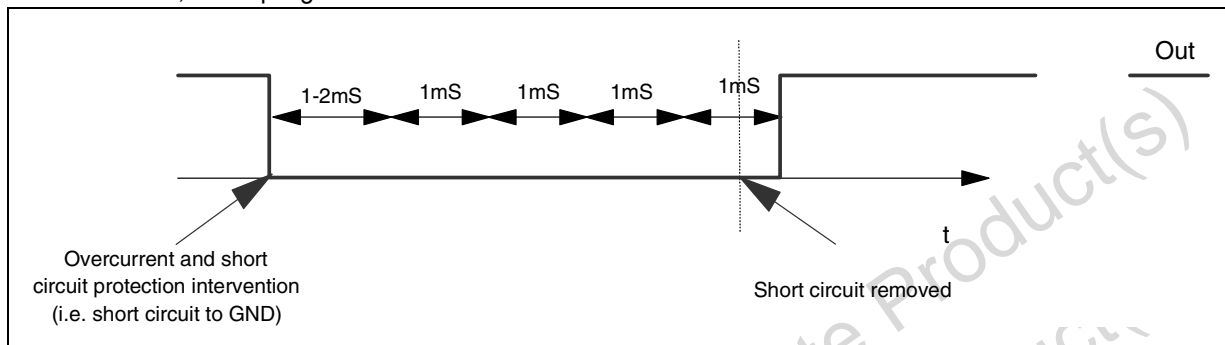 Out
1-2mS
1mS
1mS
1mS
1mS
t
Overcurrent and short
circuit protection intervention
(i.e. short circuit to GND)
Short circuit removed
Product(s)